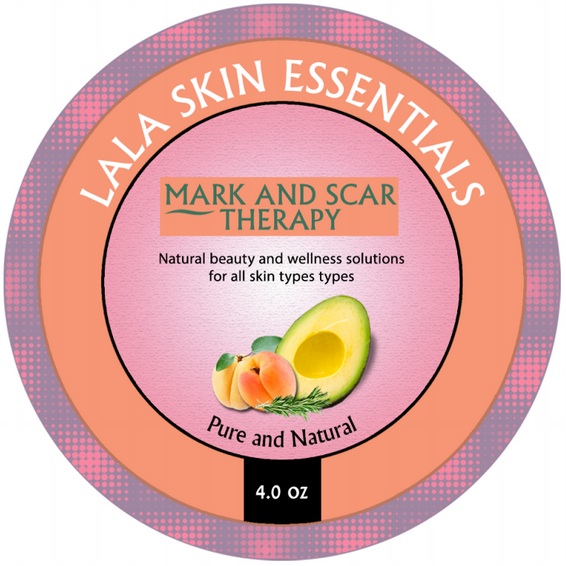 LALA SKIN ESSENTIALS
MARK AND SCAR
THERAPY
Natural beauty and wellness solutions
for all skin types types
Pure and Natural
4.0 oz